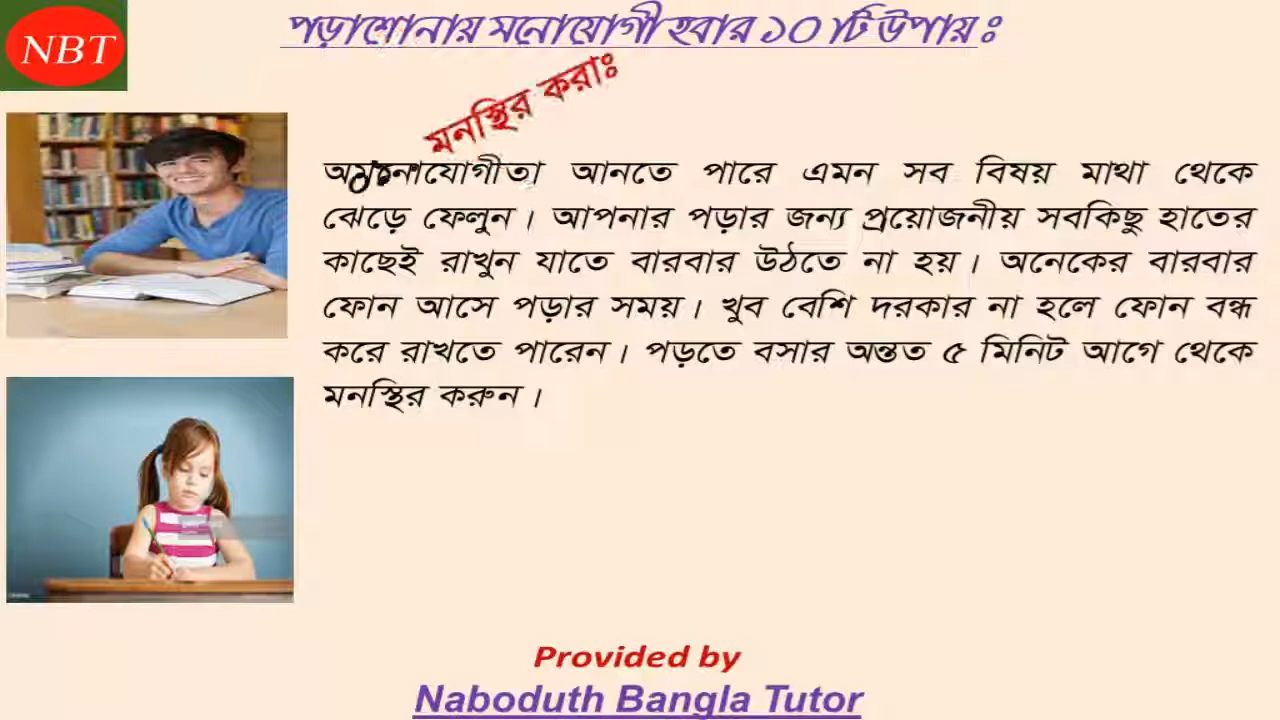 NBT
পড়াশোনায় মনোযোগী হবার ১০ টি উপায় ঃ
মনস্থির করাঃ
অমনোযোগীতা আনতে পারে এমন সব বিষয় মাথা থেকে
ঝেড়ে ফেলুন। আপনার পড়ার জন্য প্রয়োজনীয় সবকিছু হাতের
কাছেই রাখুন যাতে বারবার উঠতে না হয়। অনেকের বারবার
ফোন আসে পড়ার সময়। খুব বেশি দরকার না হলে ফোন বন্ধ
করে রাখতে পারেন। পড়তে বসার অন্তত ৫ মিনিট আগে থেকে
মনস্থির করুন।
Provided by
Naboduth Bangla Tutor